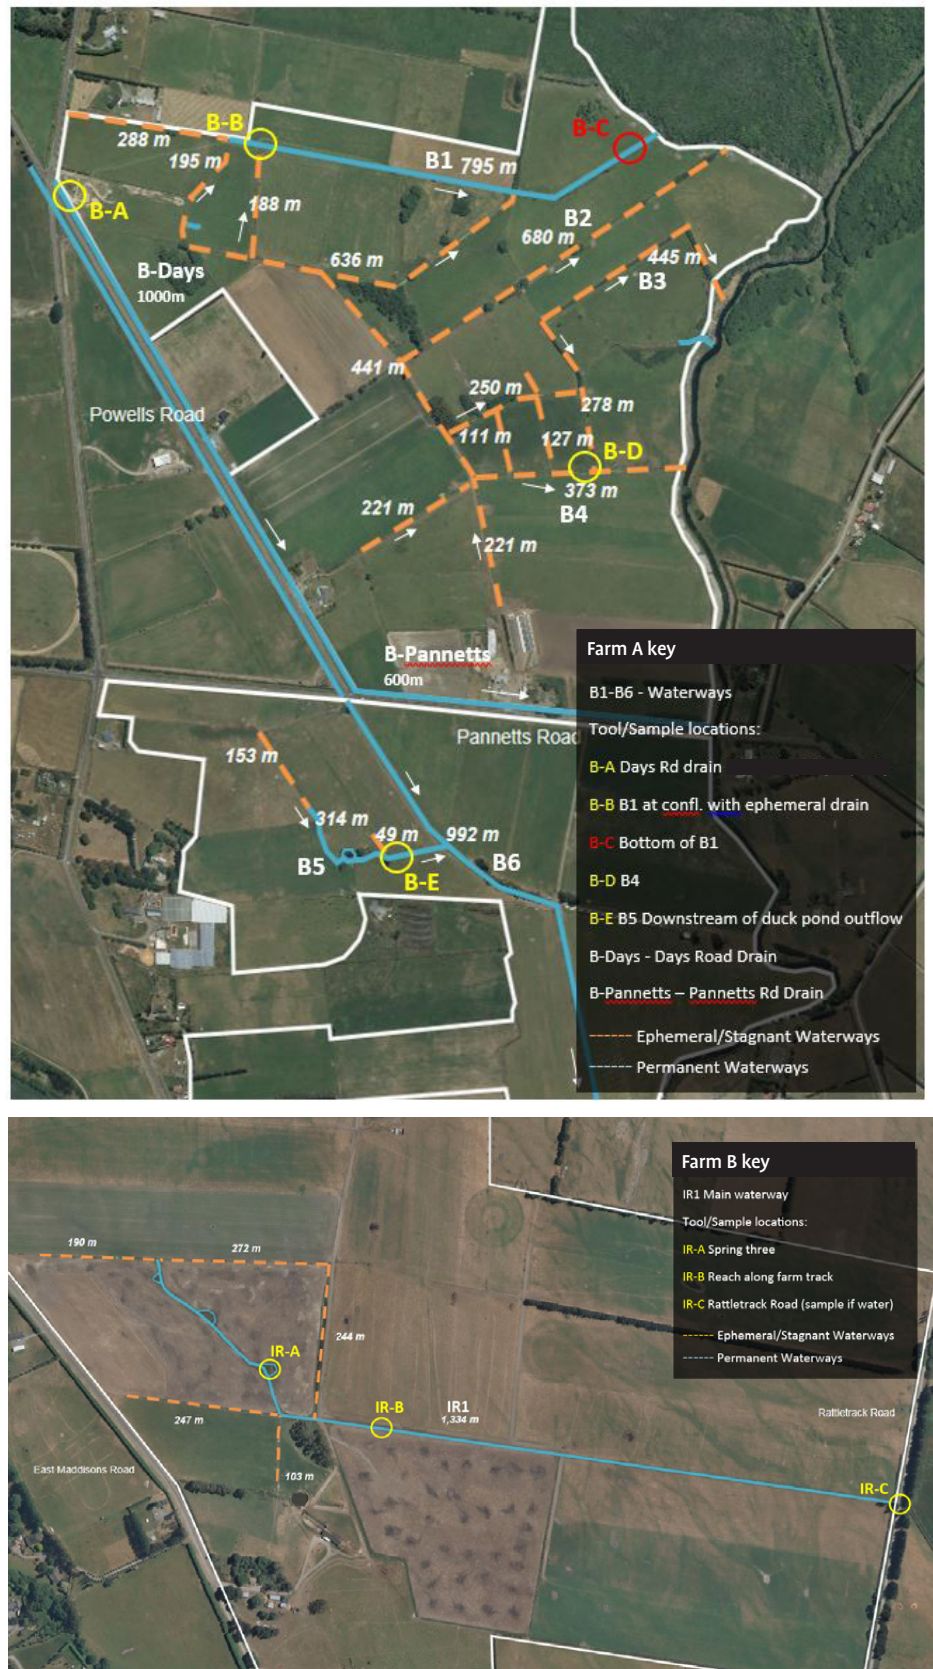 B-B
B-C
288 m
195 m
B1 795 m
B-A
188 m
B2
680 m
636 m
445 m
B3
B-Days
1000m
441 m
250 m
278 m
Powells Road
111 m
127 m
B-D
373 m
B4
221 m
221 m
B-Pannetts
600m
Pannetts Road
153 m
314 m
49 m
992 m
B5
B6
B-E
Farm A key
B1-B6 - Waterways
Tool/Sample locations:
B-A Days Rd drain
B-B B1 at confl. with ephemeral drain
B-C Bottom of B1
B-D B4
B-E B5 Downstream of duck pond outflow
B-Days - Days Road Drain
B-Pannetts – Pannetts Rd Drain
Ephemeral/Stagnant Waterways
Permanent Waterways
190 m
272 m
244 m
IR-A
IR-B
IR1
1,334 m
247 m
103 m
East Maddisons Road
Rattletrack Road
IR-C
Farm B key
IR1 Main waterway
Tool/Sample locations:
IR-A Spring three
IR-B Reach along farm track
IR-C Rattletrack Road (sample if water)
Ephemeral/Stagnant Waterways
Permanent Waterways